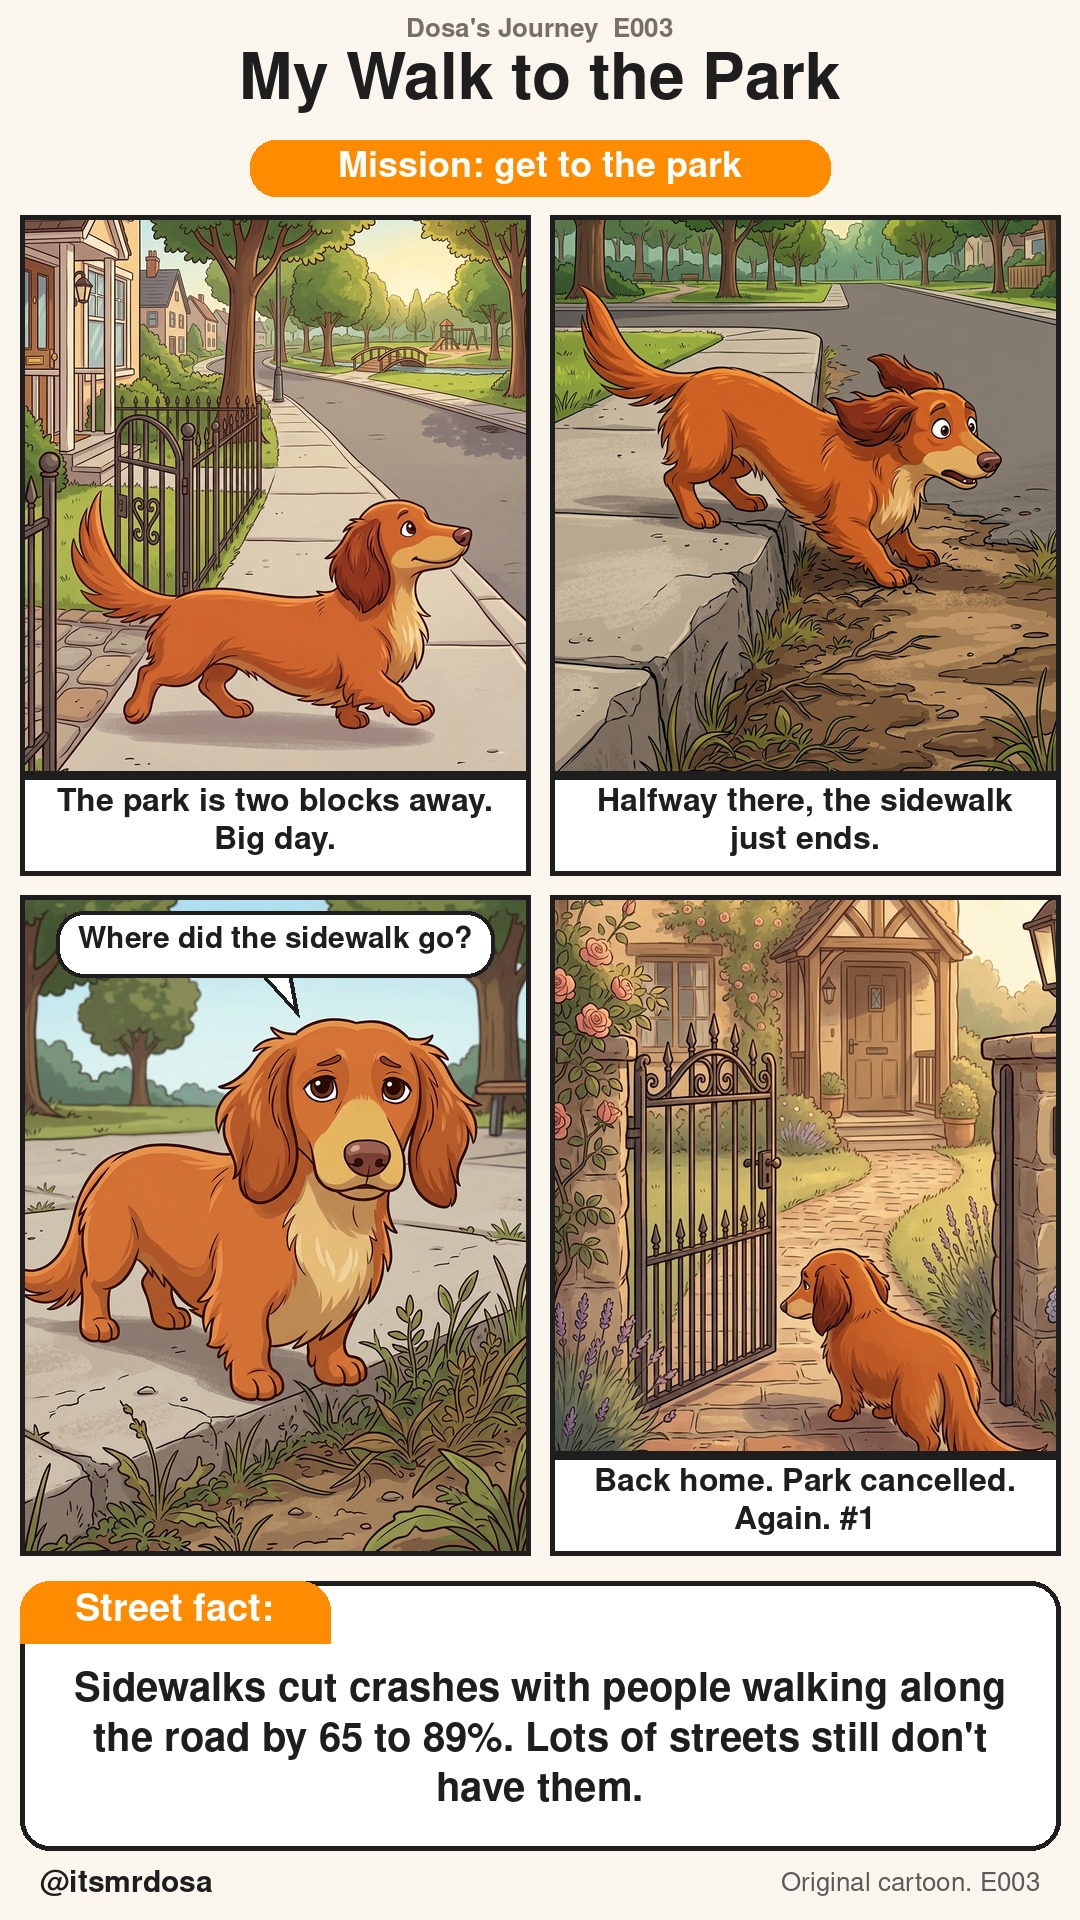 Dosa's Journey  E003
My Walk to the Park
Mission: get to the park
The park is two blocks away.
Big day.
Halfway there, the sidewalk
just ends.
Where did the sidewalk go?
Back home. Park cancelled.
Again. #1
Street fact:
Sidewalks cut crashes with people walking along
the road by 65 to 89%. Lots of streets still don't
have them.
@itsmrdosa
Original cartoon. E003